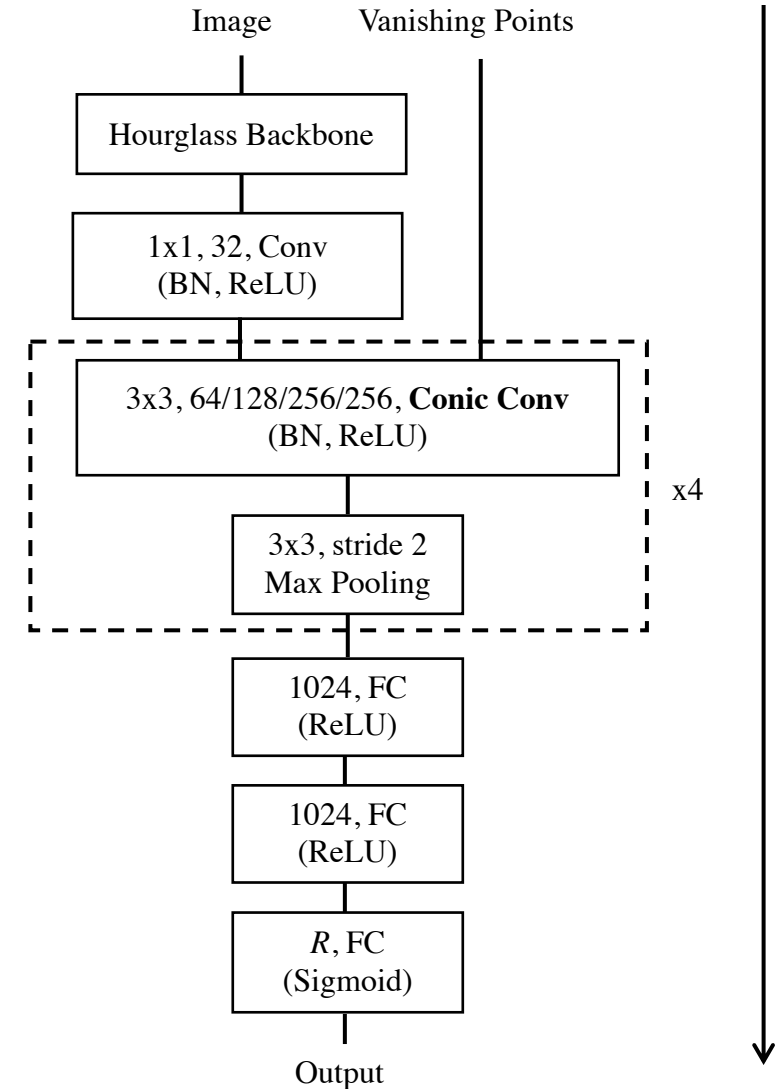 Image
Vanishing Points
Hourglass Backbone
1x1, 32, Conv
(BN, ReLU)
3x3, 64/128/256/256, Conic Conv
(BN, ReLU)
x4
3x3, stride 2
Max Pooling
1024, FC
(ReLU)
1024, FC
(ReLU)
R, FC
(Sigmoid)
Output